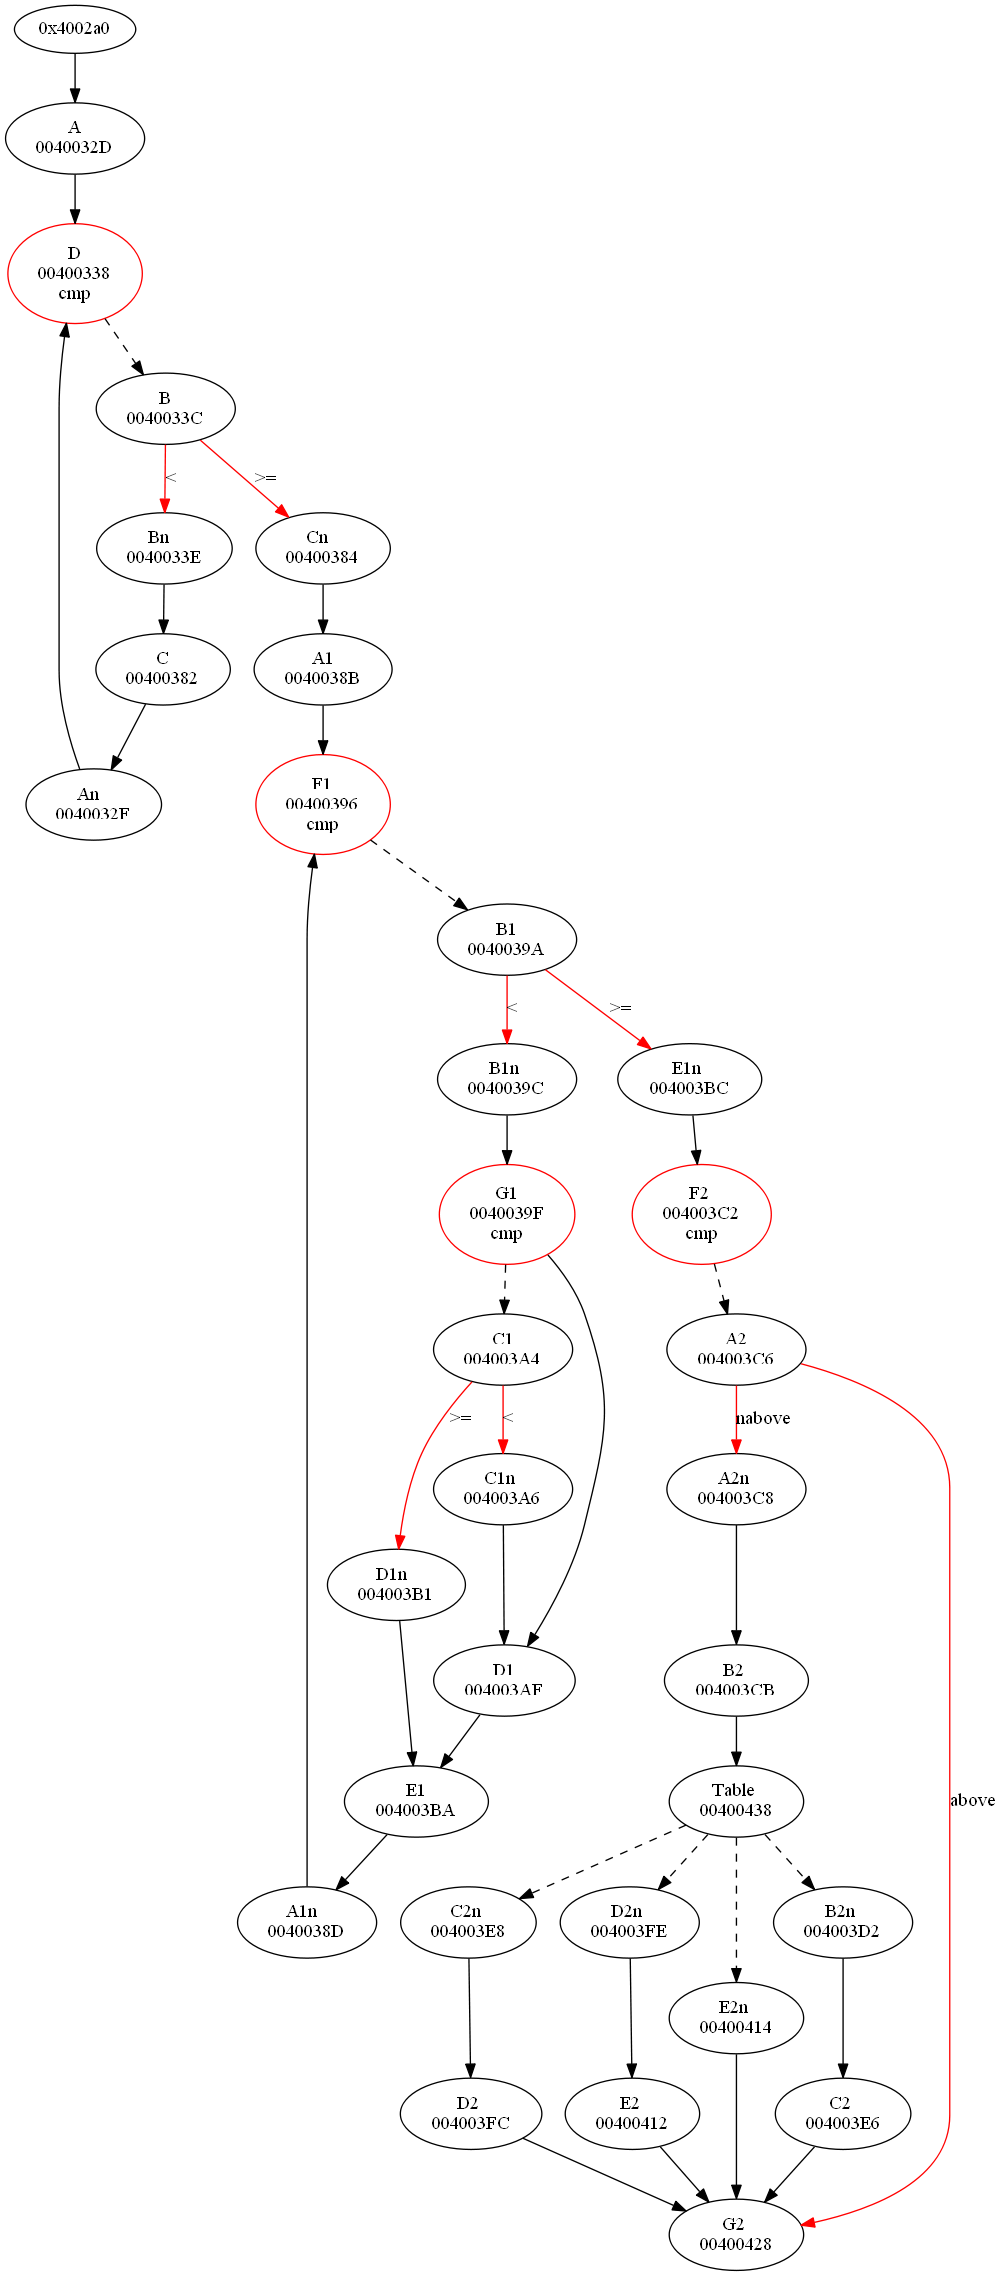 0x4002a0
A
0040032D
D
00400338
cmp
B
0040033C
<
>=
Bn
0040033E
Cn
00400384
C
00400382
A1
0040038B
An
0040032F
F1
00400396
cmp
B1
0040039A
<
>=
B1n
0040039C
E1n
004003BC
G1
0040039F
cmp
F2
004003C2
cmp
C1
004003A4
A2
004003C6
>=
<
nabove
C1n
004003A6
A2n
004003C8
D1n
004003B1
D1
004003AF
B2
004003CB
E1
004003BA
Table
00400438
above
A1n
0040038D
C2n
004003E8
D2n
004003FE
B2n
004003D2
E2n
00400414
D2
004003FC
E2
00400412
C2
004003E6
G2
00400428